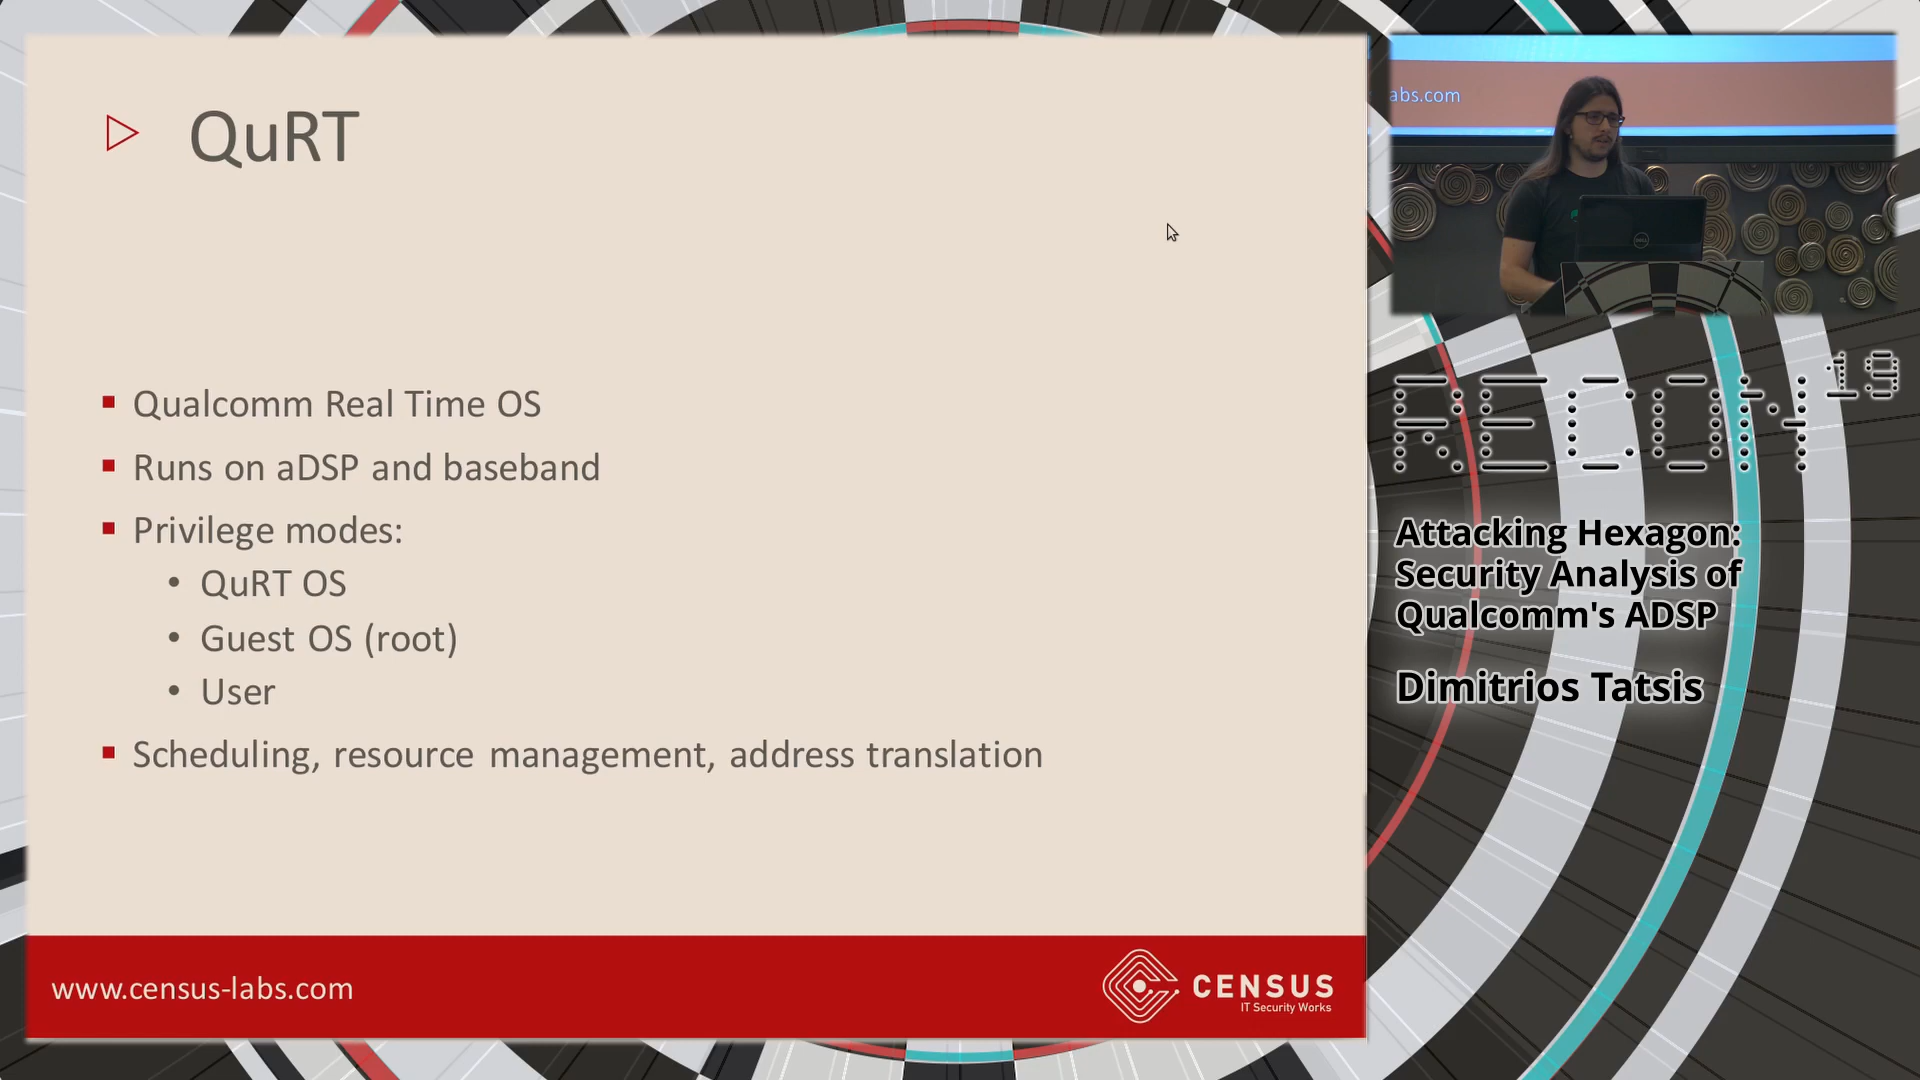 QuRT
Qualcomm Real Time OS
Runs on aDSP and baseband
Privilege modes:
QuRT OS
Guest OS (root)
User
Scheduling, resource management, address translation
www.census-labs.com
CENSUS
IT Security Works
abs.com
DELL
RECON19
Attacking Hexagon:
Security Analysis of
Qualcomm's ADSP
Dimitrios Tatsis